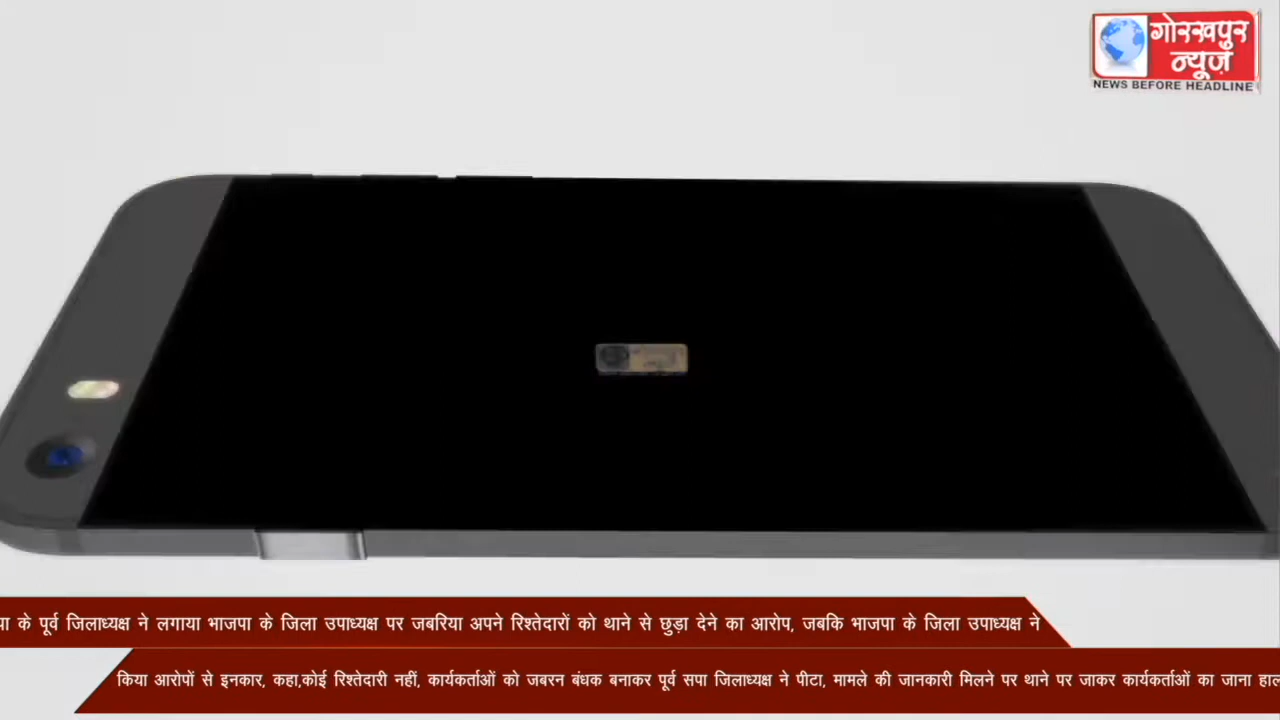 गोरखपुर
न्यूज़
NEWS BEFORE HEADLINE
के पूर्व जिलाध्यक्ष ने लगाया भाजपा के जिला उपाध्यक्ष पर जबरिया अपने रिश्तेदारों को थाने से छुड़ा देने का आरोप, जबकि भाजपा के जिला उपाध्यक्ष ने
किया आरोपों से इनकार, कहा,कोई रिश्तेदारी नहीं, कार्यकर्ताओं को जबरन बंधक बनाकर पूर्व सपा जिलाध्यक्ष ने पीटा, मामले की जानकारी मिलने पर थाने पर जाकर कार्यकर्ताओं का जाना हाल